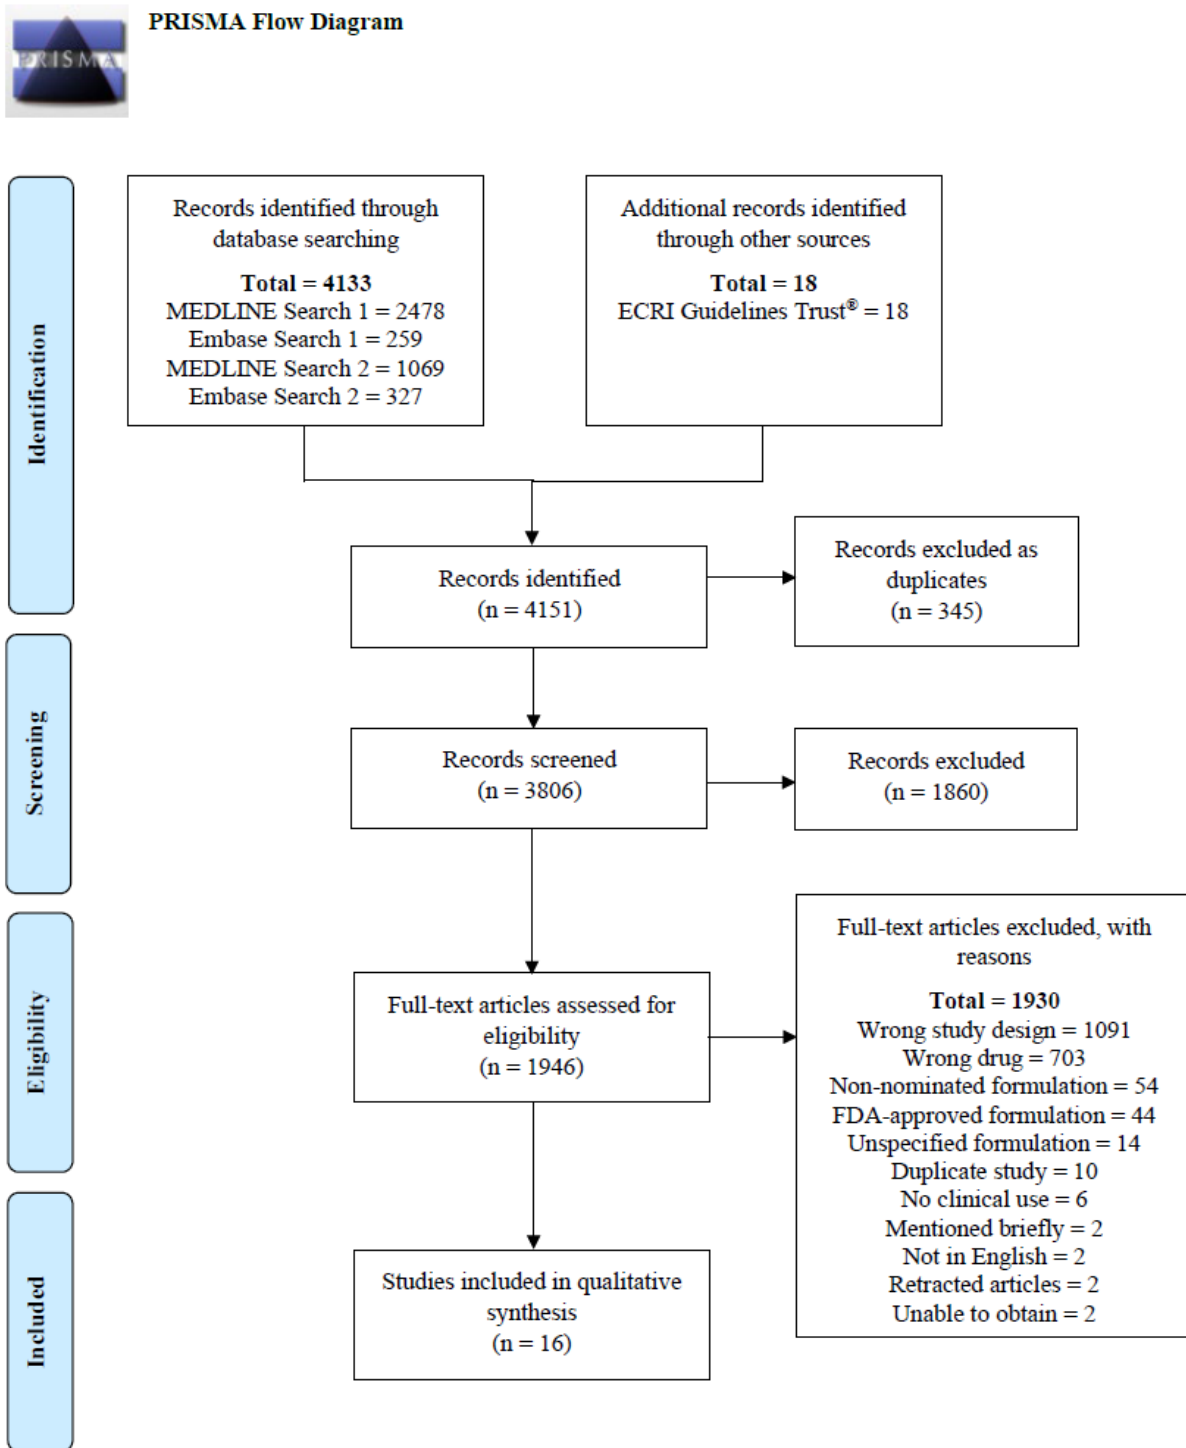 PRISMA Flow Diagram
PRISMA
Identification
Records identified through
database searching
Total = 4133
MEDLINE Search 1 = 2478
Embase Search 1 = 259
MEDLINE Search 2 = 1069
Embase Search 2 = 327
Additional records identified
through other sources
Total = 18
ECRI Guidelines Trust® = 18
Records identified
(n = 4151)
Records excluded as
duplicates
(n = 345)
Screening
Records screened
(n = 3806)
Records excluded
(n = 1860)
Eligibility
Full-text articles assessed for
eligibility
(n = 1946)
Full-text articles excluded, with
reasons
Total = 1930
Wrong study design = 1091
Wrong drug = 703
Non-nominated formulation = 54
FDA-approved formulation = 44
Unspecified formulation = 14
Duplicate study = 10
No clinical use = 6
Mentioned briefly = 2
Not in English = 2
Retracted articles = 2
Unable to obtain = 2
Included
Studies included in qualitative
synthesis
(n = 16)